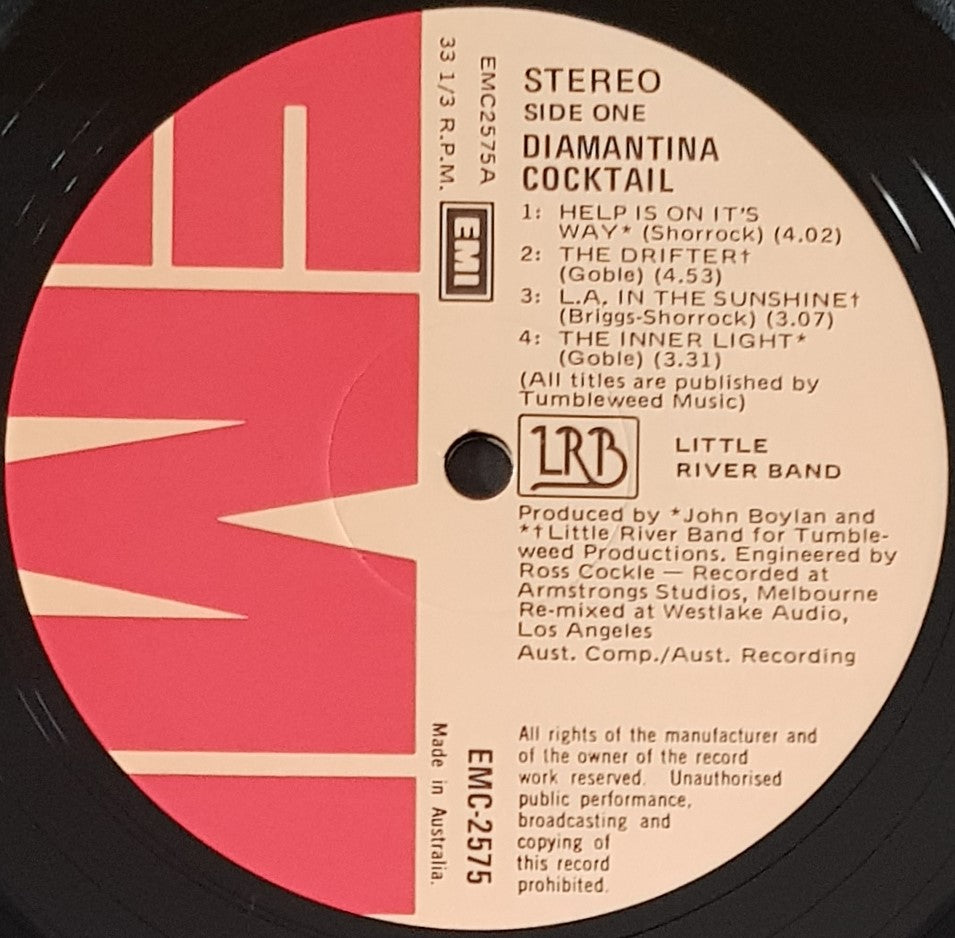 EMI
33 1/3 R.P.M.
EMC2575A
EMI
STEREO
SIDE ONE
DIAMANTINA
COCKTAIL
1: HELP IS ON IT'S
WAY* (Shorrock) (4.02)
2: THE DRIFTER†
(Goble) (4.53)
3: L.A. IN THE SUNSHINE†
(Briggs-Shorrock) (3.07)
4: THE INNER LIGHT*
(Goble) (3.31)
(All titles are published by
Tumbleweed Music)
LRB
LITTLE
RIVER BAND
Produced by *John Boylan and
*†Little River Band for Tumble-
weed Productions. Engineered by
Ross Cockle — Recorded at
Armstrongs Studios, Melbourne
Re-mixed at Westlake Audio,
Los Angeles
Aust. Comp./Aust. Recording
Made in Australia.
EMC-2575
All rights of the manufacturer and
of the owner of the record
work reserved. Unauthorised
public performance,
broadcasting and
copying of
this record
prohibited.